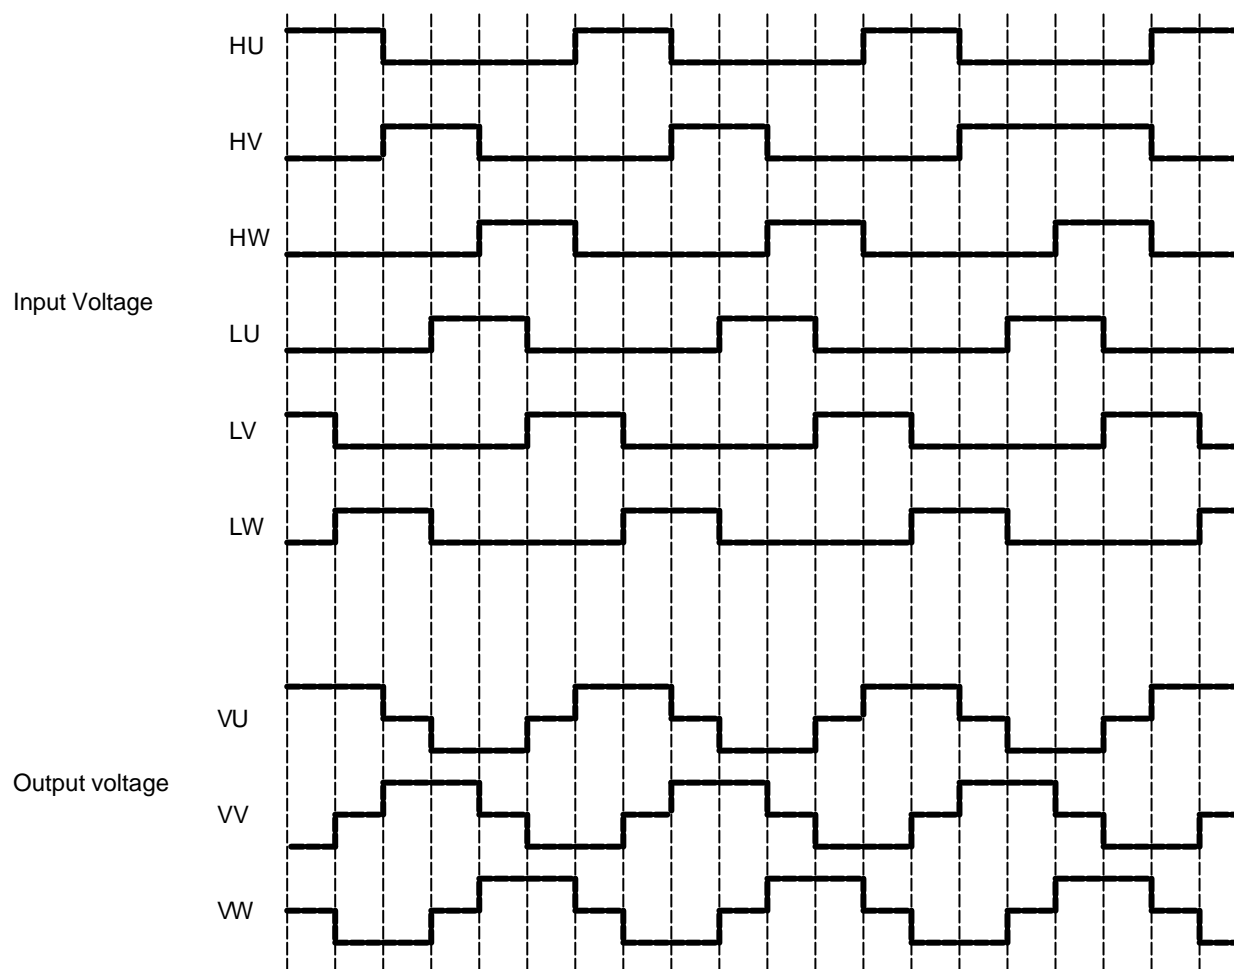 HU
HV
HW
Input Voltage
LU
LV
LW
VU
Output voltage
VV
VW